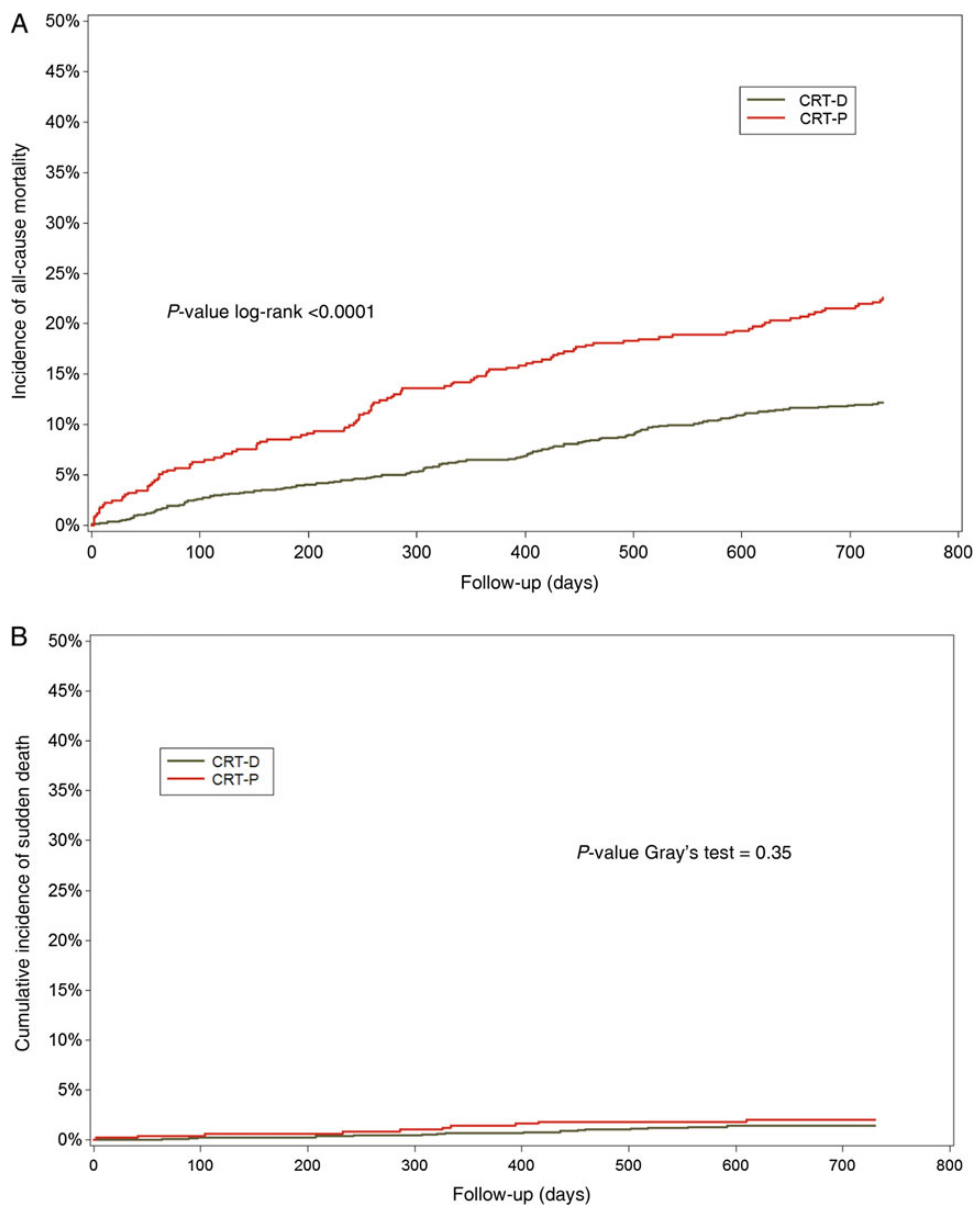 A
50%
45%
40%
35%
30%
25%
20%
15%
10%
5%
0%
Incidence of all-cause mortality
CRT-D
CRT-P
P-value log-rank <0.0001
0 100 200 300 400 500 600 700 800
Follow-up (days)
B
50%
45%
40%
35%
30%
25%
20%
15%
10%
5%
0%
Cumulative incidence of sudden death
CRT-D
CRT-P
P-value Gray's test = 0.35
0 100 200 300 400 500 600 700 800
Follow-up (days)